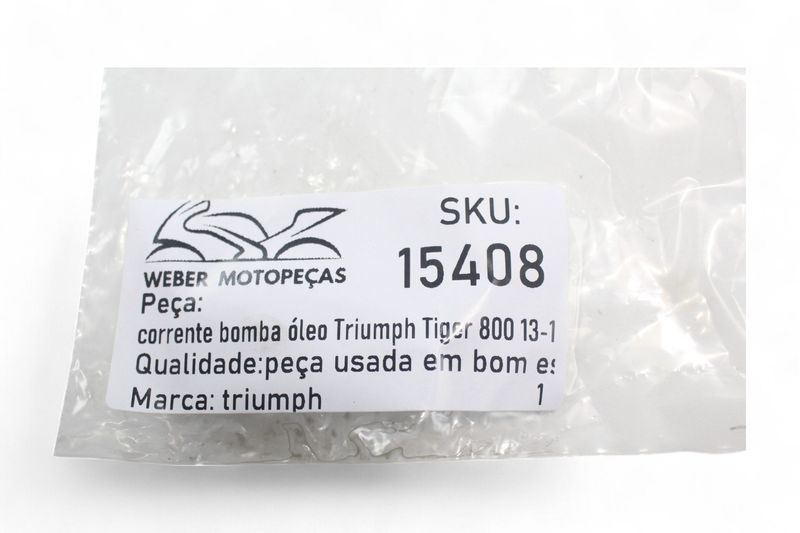 SKU:
15408
WEBER MOTOPEÇAS
Peça:
corrente bomba óleo Triumph Tiger 800 13-1
Qualidade:peça usada em bom es
Marca: triumph 1